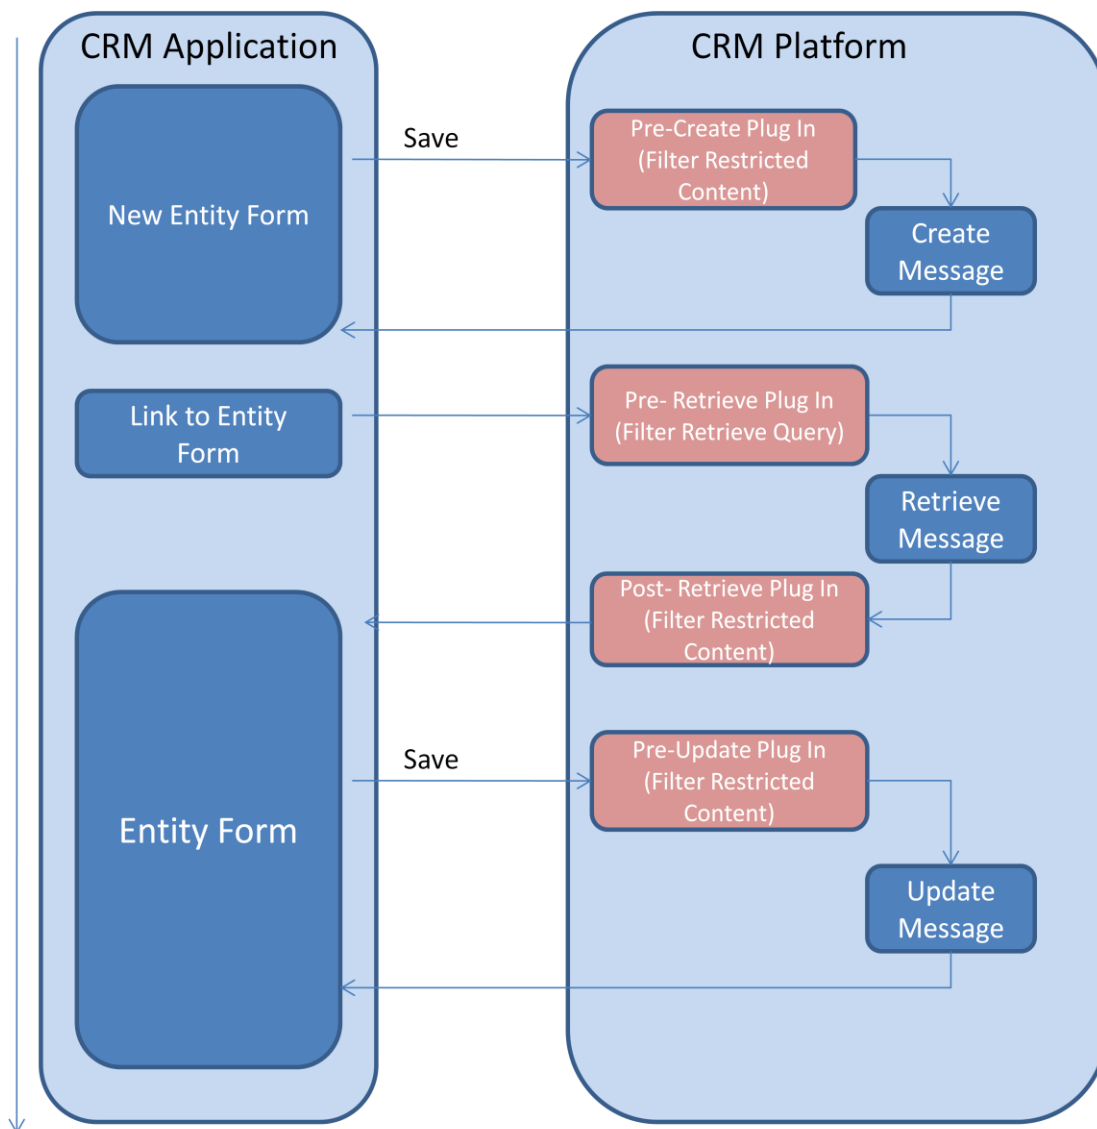 CRM Application
CRM Platform
New Entity Form
Save
Pre-Create Plug In
(Filter Restricted
Content)
Create
Message
Link to Entity
Form
Pre- Retrieve Plug In
(Filter Retrieve Query)
Retrieve
Message
Post- Retrieve Plug In
(Filter Restricted
Content)
Entity Form
Save
Pre-Update Plug In
(Filter Restricted
Content)
Update
Message